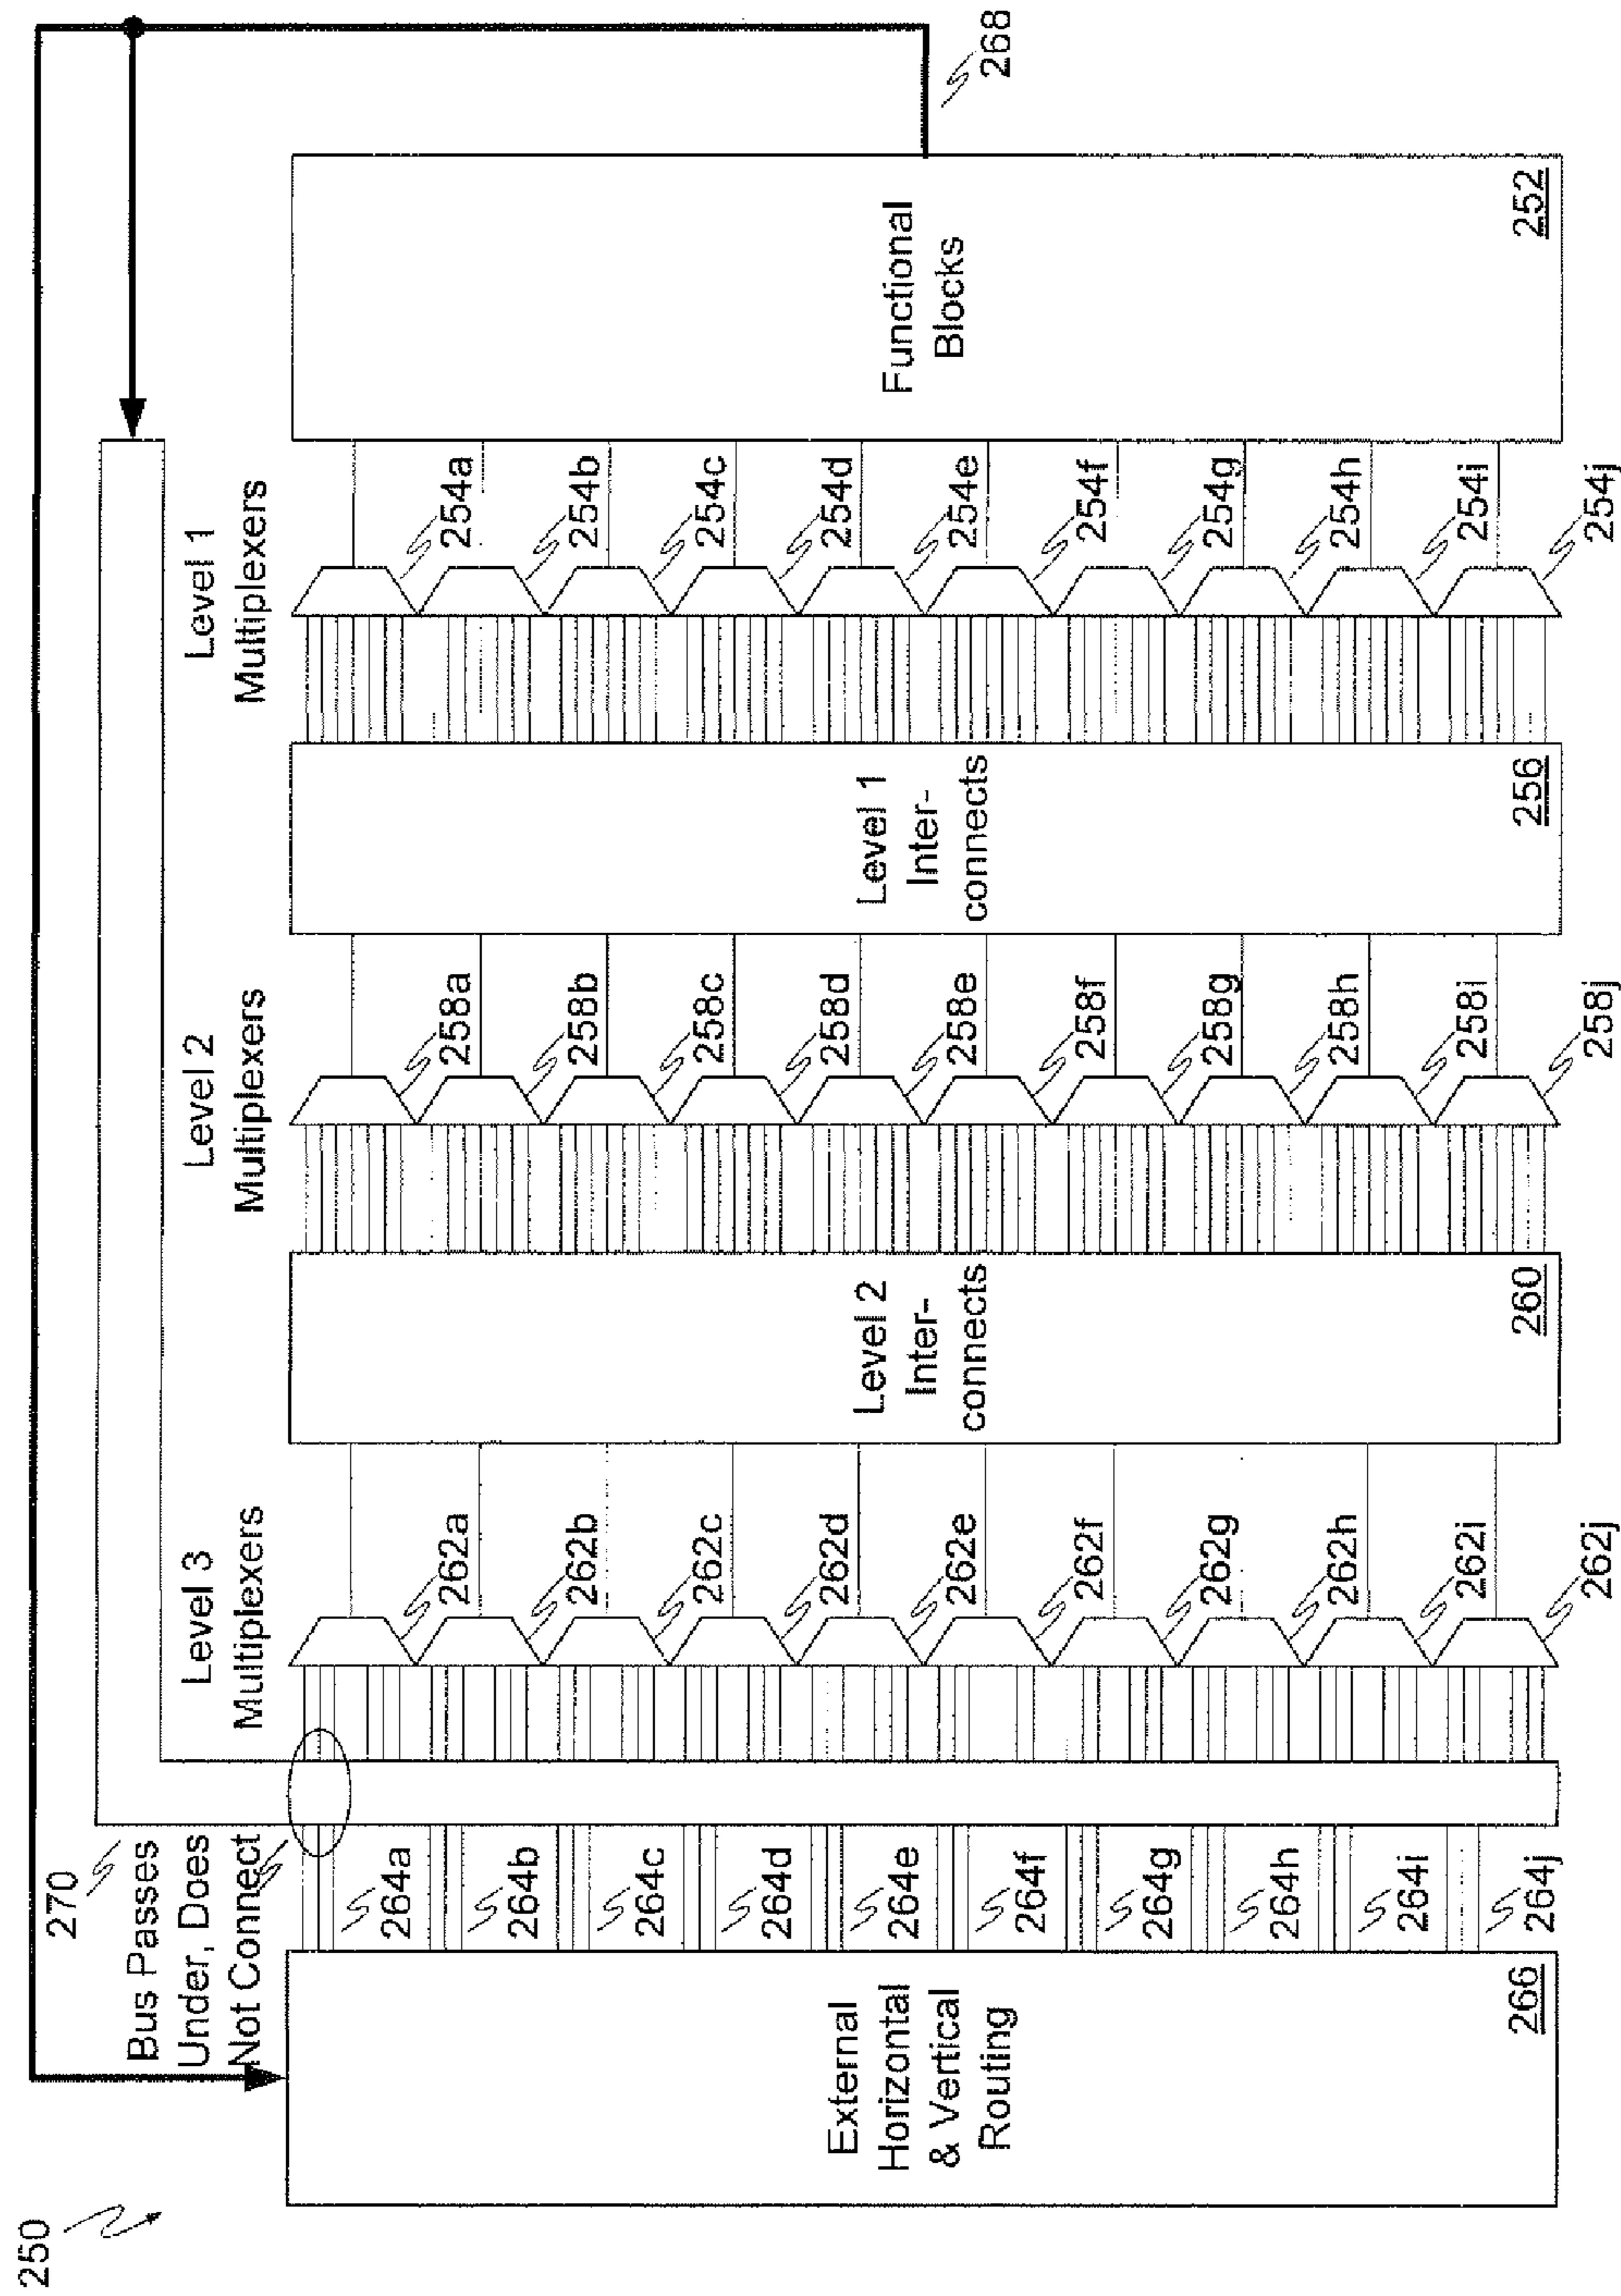 250
270
Bus Passes
Under, Does
Not Connect
Level 3
Multiplexers
Level 2
Multiplexers
Level 1
Multiplexers
268
External
Horizontal
& Vertical
Routing
266
264a
264b
264c
264d
264e
264f
264g
264h
264i
264j
262a
262b
262c
262d
262e
262f
262g
262h
262i
262j
Level 2
Inter-
connects
260
258a
258b
258c
258d
258e
258f
258g
258h
258i
258j
Level 1
Inter-
connects
256
254a
254b
254c
254d
254e
254f
254g
254h
254i
254j
Functional
Blocks
252